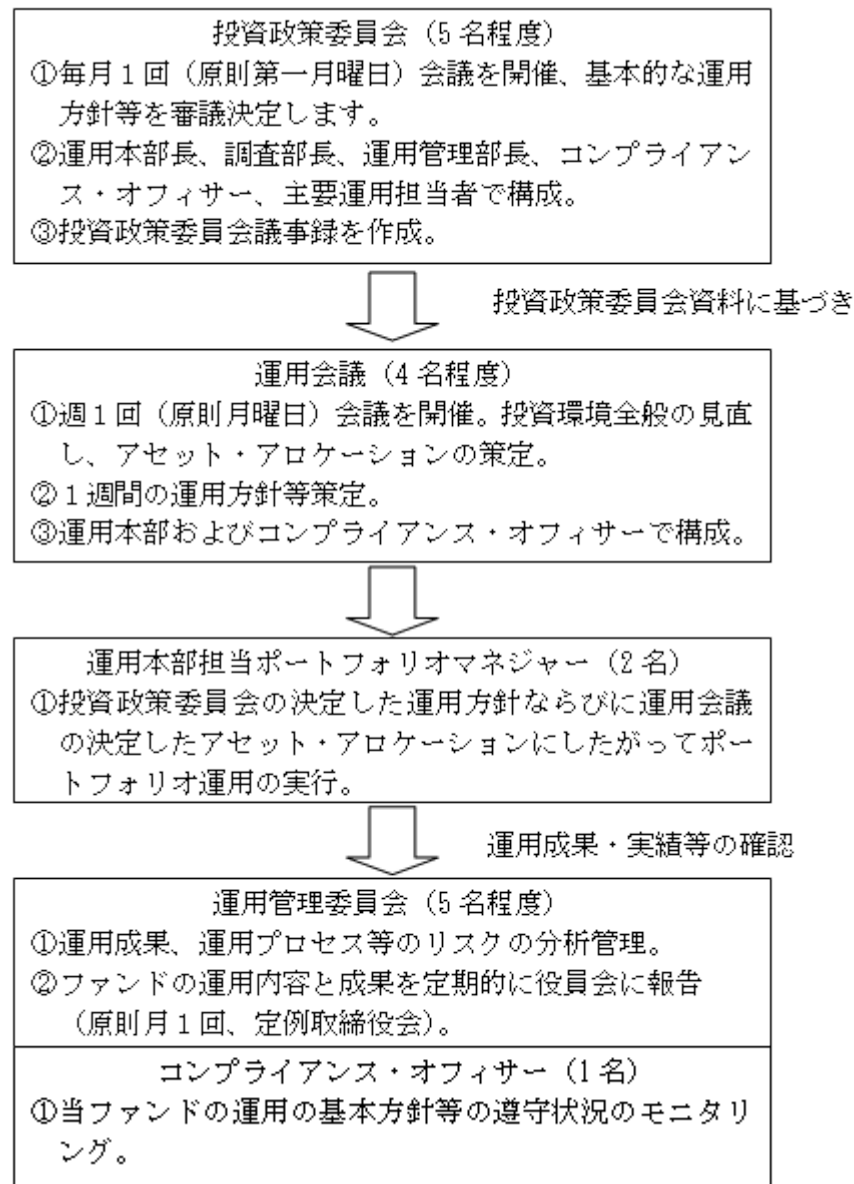 投資政策委員会（5名程度）
①毎月1回（原則第一月曜日）会議を開催、基本的な運用
方針等を審議決定します。
②運用本部長、調査部長、運用管理部長、コンプライアン
ス・オフィサー、主要運用担当者で構成。
③投資政策委員会議事録を作成。
投資政策委員会資料に基づき
運用会議（4名程度）
①週1回（原則月曜日）会議を開催。投資環境全般の見直
し、アセット・アロケーションの策定。
②1週間の運用方針等策定。
③運用本部およびコンプライアンス・オフィサーで構成。
運用本部担当ポートフォリオマネジャー（2名）
①投資政策委員会の決定した運用方針ならびに運用会議
の決定したアセット・アロケーションにしたがってポー
トフォリオ運用の実行。
運用成果・実績等の確認
運用管理委員会（5名程度）
①運用成果、運用プロセス等のリスクの分析管理。
②ファンドの運用内容と成果を定期的に役員会に報告
（原則月1回、定例取締役会）。
コンプライアンス・オフィサー（1名）
①当ファンドの運用の基本方針等の遵守状況のモニタリ
ング。